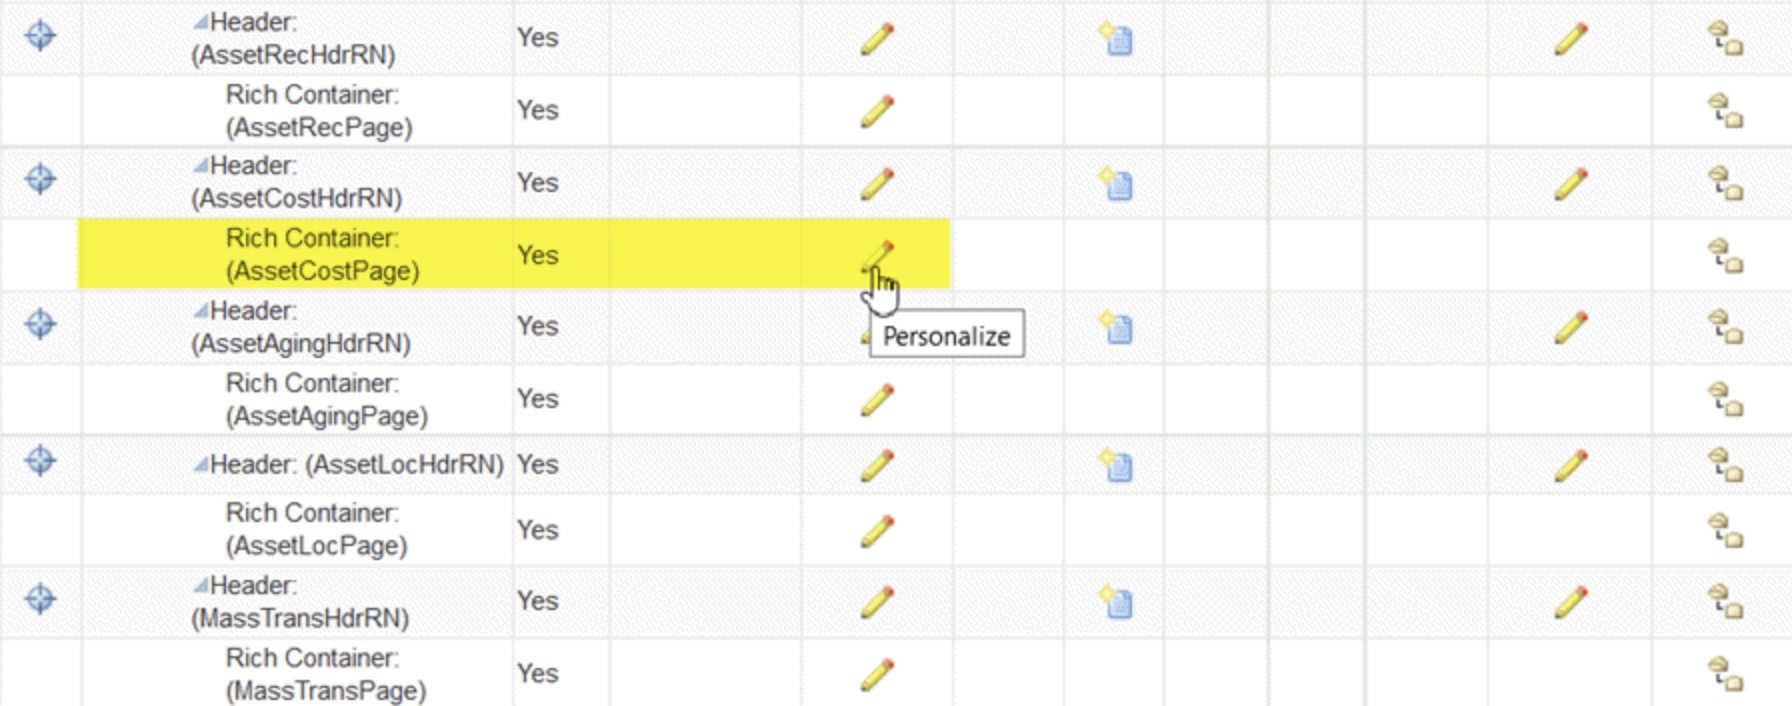 Header:
(AssetRecHdrRN)
Yes
Rich Container:
(AssetRecPage)
Yes
Header:
(AssetCostHdrRN)
Yes
Rich Container:
(AssetCostPage)
Yes
Header:
(AssetAgingHdrRN)
Yes
Personalize
Rich Container:
(AssetAgingPage)
Yes
Header: (AssetLocHdrRN) Yes
Rich Container:
(AssetLocPage)
Yes
Header:
(MassTransHdrRN)
Yes
Rich Container:
(MassTransPage)
Yes